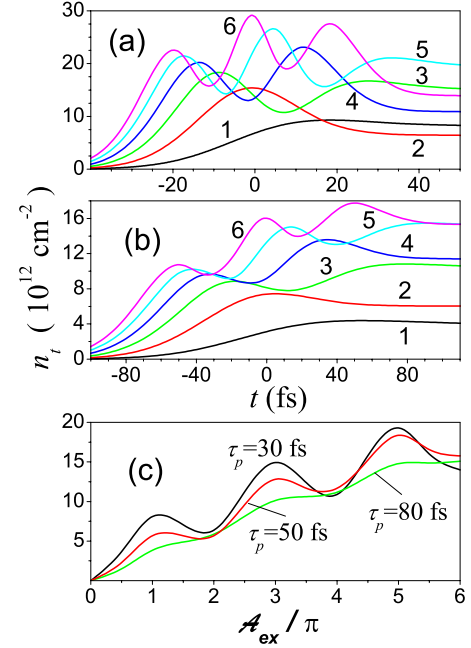 30
20
10
0
(a)
6
5
3
4
2
1
-20 0 20 40
16
12
8
4
0
(b)
6
5
4
3
2
1
-80 -40 0 40 80
n_t ( 10^12 cm^-2 )
t (fs)
20
15
10
5
(c)
τ_p=30 fs
τ_p=50 fs
τ_p=80 fs
0 1 2 3 4 5 6
𝒜_ex / π